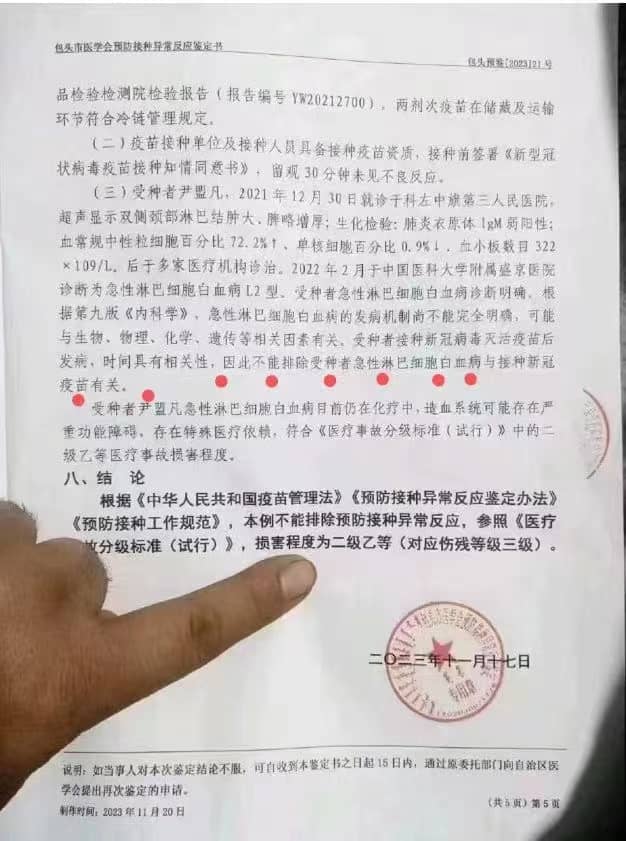 包头市医学会预防接种异常反应鉴定书
包头预鉴[2023]21号
品检验检测院检验报告（报告编号 YW20212700），两剂次疫苗在储藏及运输
环节符合冷链管理规定。
（二）疫苗接种单位及接种人员具备接种疫苗资质，接种前签署《新型冠
状病毒疫苗接种知情同意书》，留观 30 分钟未见不良反应。
（三）受种者尹盟凡，2021 年 12 月 30 日就诊于科左中旗第三人民医院，
超声显示双侧颈部淋巴结肿大、脾略增厚；生化检验：肺炎衣原体 IgM 弱阳性；
血常规中性粒细胞百分比 72.2%↑、单核细胞百分比 0.9%↓，血小板数目 322
×109/L。后于多家医疗机构诊治。2022 年 2 月于中国医科大学附属盛京医院
诊断为急性淋巴细胞白血病 L2 型。受种者急性淋巴细胞白血病诊断明确。根
据第九版《内科学》，急性淋巴细胞白血病的发病机制尚不能完全明确，可能
与生物、物理、化学、遗传等相关因素有关。受种者接种新冠病毒灭活疫苗后
发病，时间具有相关性，因此不能排除受种者急性淋巴细胞白血病与接种新冠
疫苗有关。
受种者尹盟凡急性淋巴细胞白血病目前仍在化疗中，造血系统可能存在严
重功能障碍，存在特殊医疗依赖，符合《医疗事故分级标准（试行）》中的二
级乙等医疗事故损害程度。
八、结 论
根据《中华人民共和国疫苗管理法》《预防接种异常反应鉴定办法》
《预防接种工作规范》，本例不能排除预防接种异常反应，参照《医疗
故分级标准（试行）》，损害程度为二级乙等（对应伤残等级三级）。
二〇二三年十一月十七日
专用章
说明：如当事人对本次鉴定结论不服，可自收到本鉴定书之日起 15 日内，通过原委托部门向自治区医
学会提出再次鉴定的申请。
制作时间：2023 年 11 月 20 日
（共 5 页）第 5 页